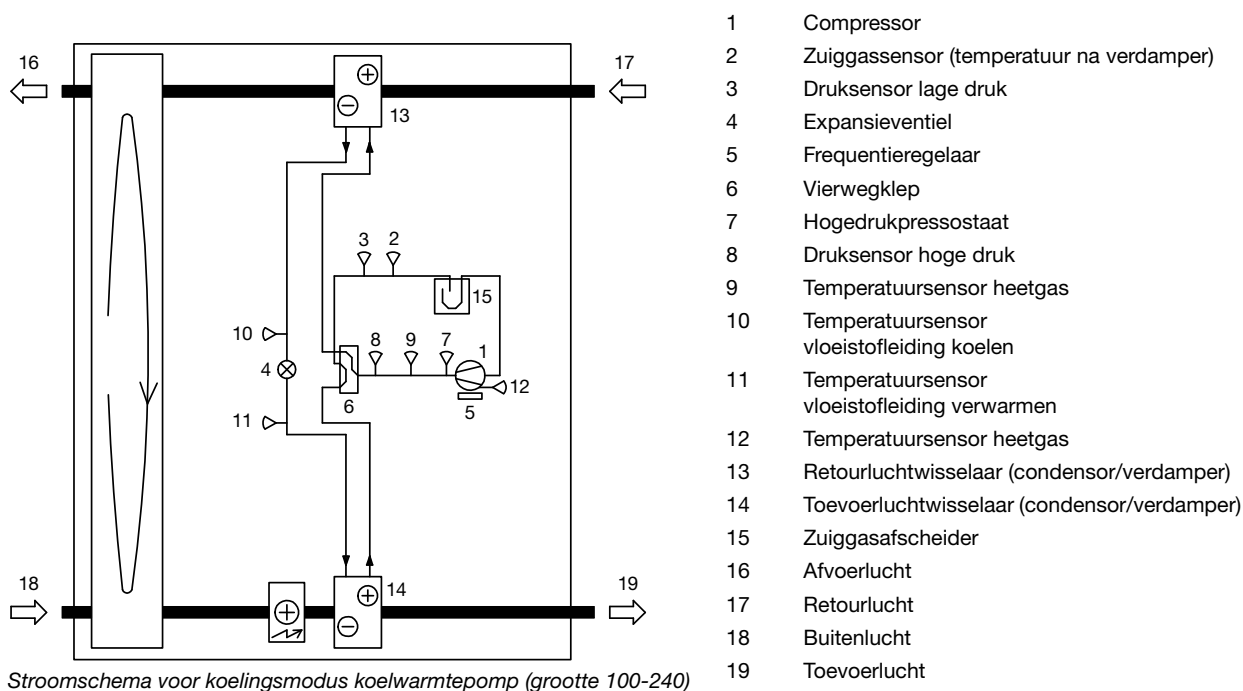 16
17
13
3
2
15
10
8
9
7
1
4
12
6
5
11
18
14
19
Stroomschema voor koelingsmodus koelwarmtepomp (grootte 100-240)
1 Compressor
2 Zuiggassensor (temperatuur na verdamper)
3 Druksensor lage druk
4 Expansieventiel
5 Frequentieregelaar
6 Vierwegklep
7 Hogedrukpressostaat
8 Druksensor hoge druk
9 Temperatuursensor heetgas
10 Temperatuursensor
vloeistofleiding koelen
11 Temperatuursensor
vloeistofleiding verwarmen
12 Temperatuursensor heetgas
13 Retourluchtwisselaar (condensor/verdamper)
14 Toevoerluchtwisselaar (condensor/verdamper)
15 Zuiggasafscheider
16 Afvoerlucht
17 Retourlucht
18 Buitenlucht
19 Toevoerlucht